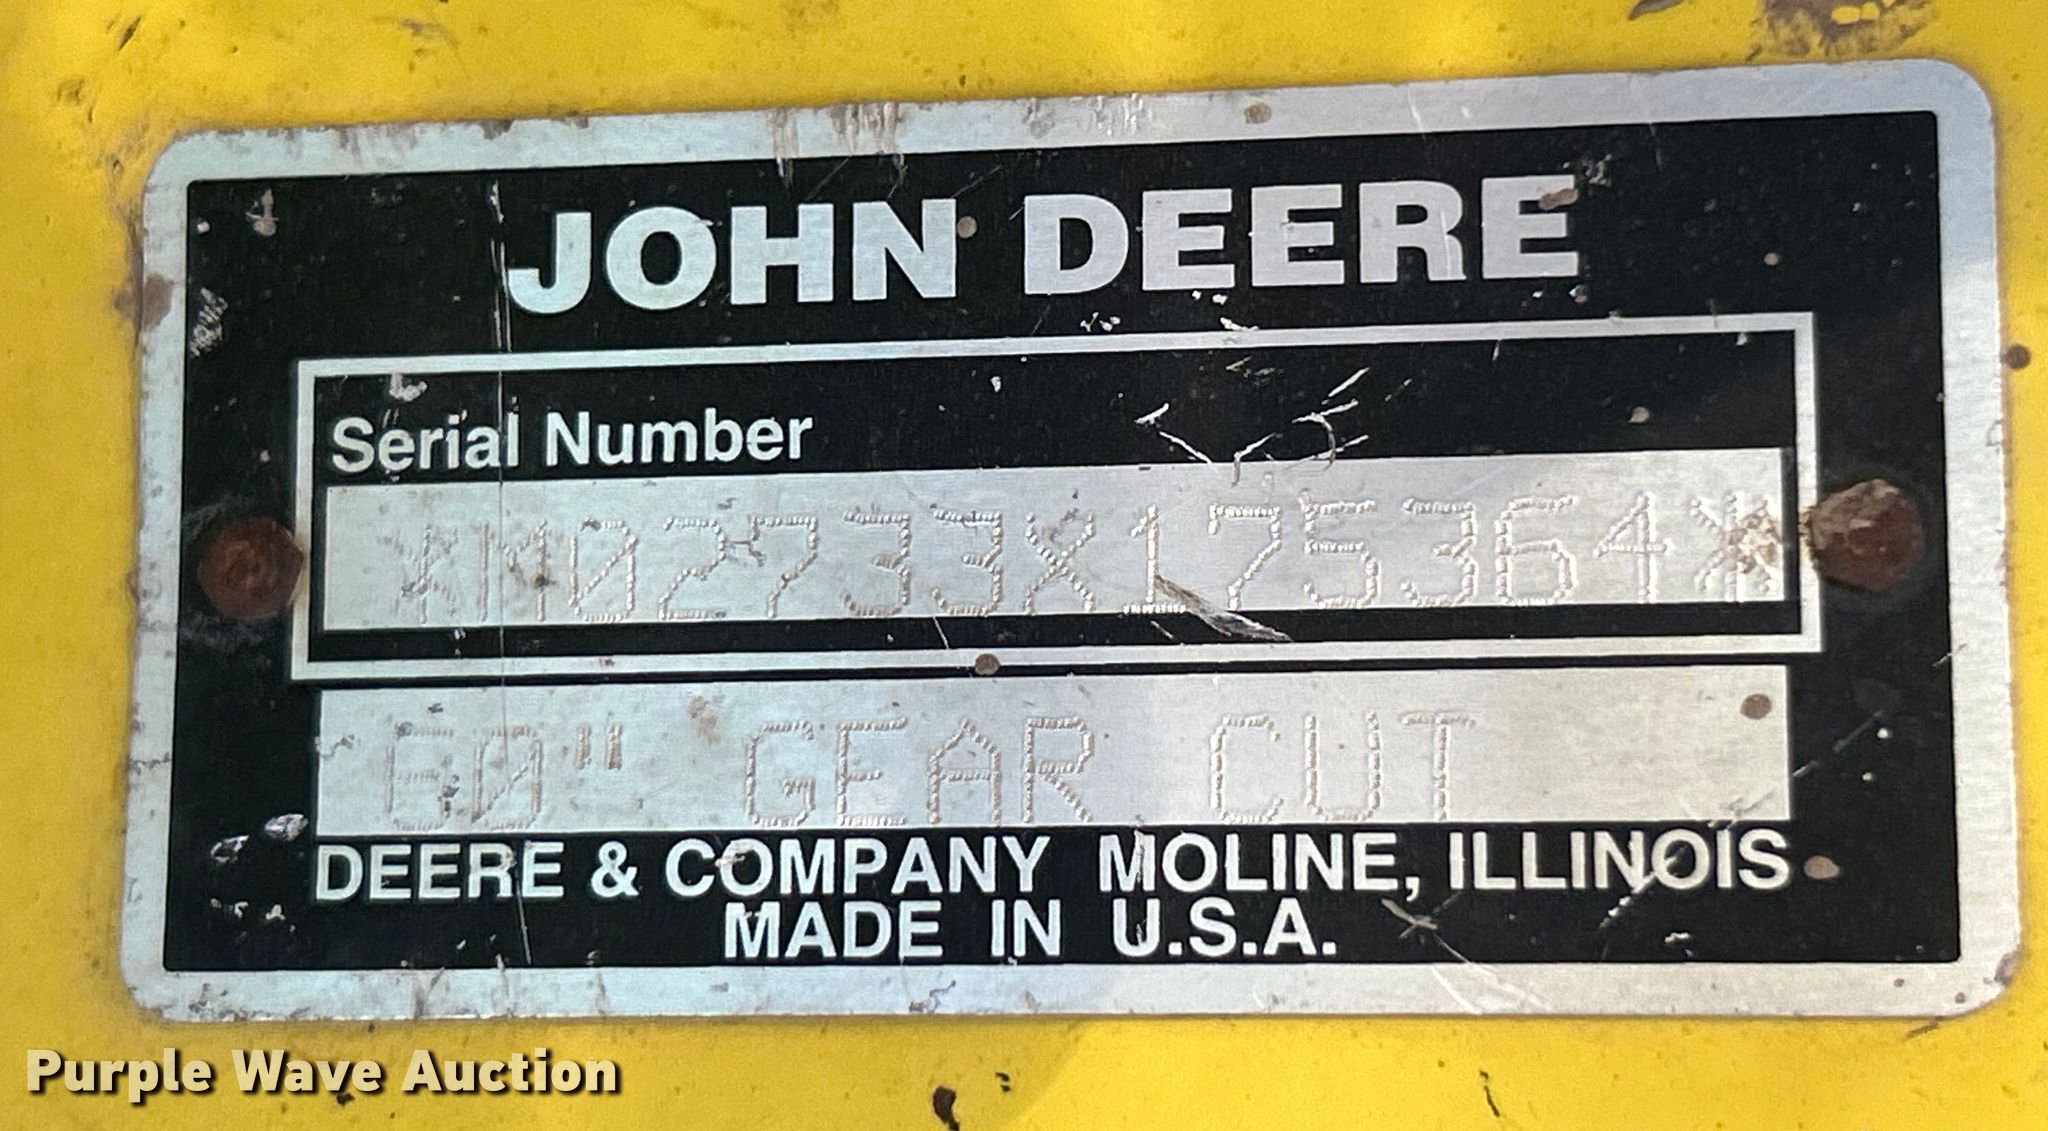 JOHN DEERE
Serial Number
*M02733X175364*
60" GEAR CUT
DEERE & COMPANY MOLINE, ILLINOIS
MADE IN U.S.A.
Purple Wave Auction